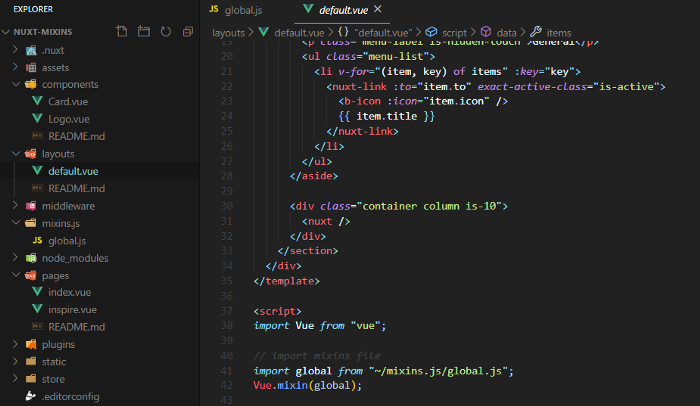 EXPLORER
NUXT-MIXINS
.nuxt
assets
components
Card.vue
Logo.vue
README.md
layouts
default.vue
README.md
middleware
mixins.js
JS global.js
node_modules
pages
index.vue
inspire.vue
README.md
plugins
static
store
.editorconfig
JS global.js
default.vue
layouts > default.vue > {} "default.vue" > script > data > items
19 <p class="menu-label is-hidden-touch">General</p>
20 <ul class="menu-list">
21 <li v-for="(item, key) of items" :key="key">
22 <nuxt-link :to="item.to" exact-active-class="is-active">
23 <b-icon :icon="item.icon" />
24 {{ item.title }}
25 </nuxt-link>
26 </li>
27 </ul>
28 </aside>
29
30 <div class="container column is-10">
31 <nuxt />
32 </div>
33 </section>
34 </div>
35 </template>
36
37 <script>
38 import Vue from "vue";
39
40 // import mixins file
41 import global from "~/mixins.js/global.js";
42 Vue.mixin(global);
43